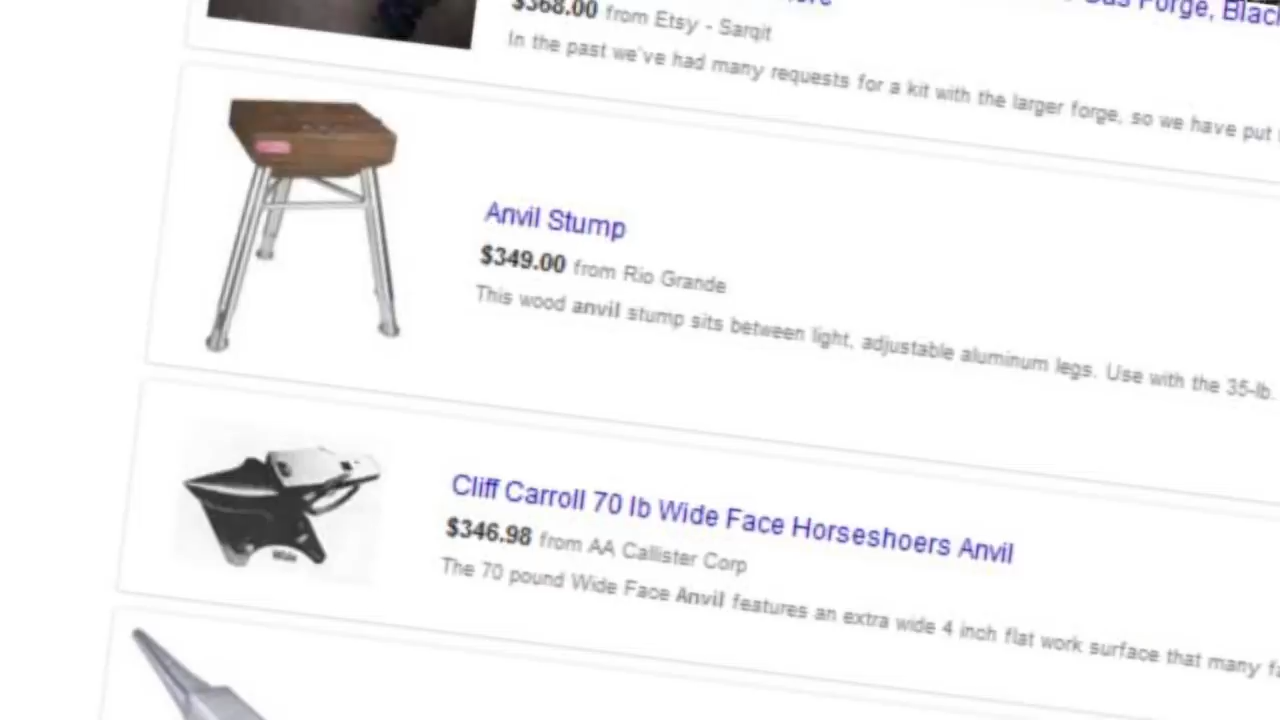 Forge, Black
$368.00 from Etsy - Sarqit
In the past we've had many requests for a kit with the larger forge, so we have put
Anvil Stump
$349.00 from Rio Grande
This wood anvil stump sits between light, adjustable aluminum legs. Use with the 35-lb.
Cliff Carroll 70 lb Wide Face Horseshoers Anvil
$346.98 from AA Callister Corp
The 70 pound Wide Face Anvil features an extra wide 4 inch flat work surface that many